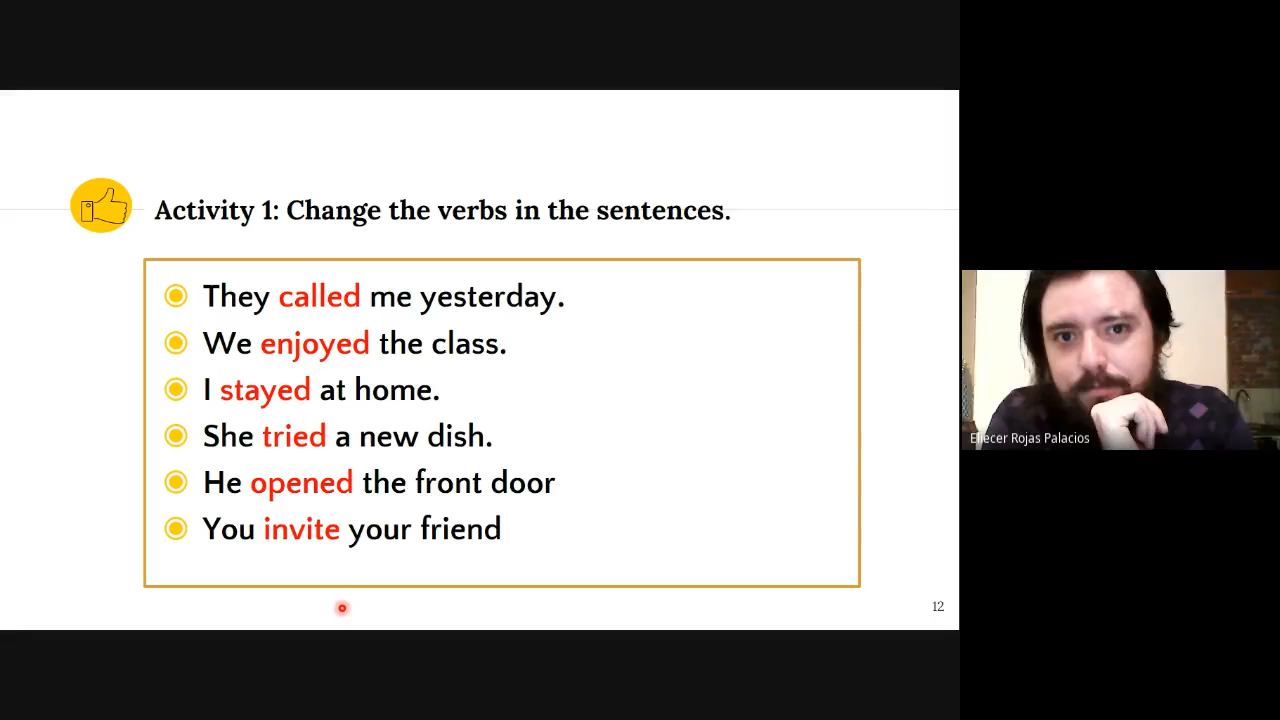 Activity 1: Change the verbs in the sentences.
They called me yesterday.
We enjoyed the class.
I stayed at home.
She tried a new dish.
He opened the front door
You invite your friend
12
Eliecer Rojas Palacios